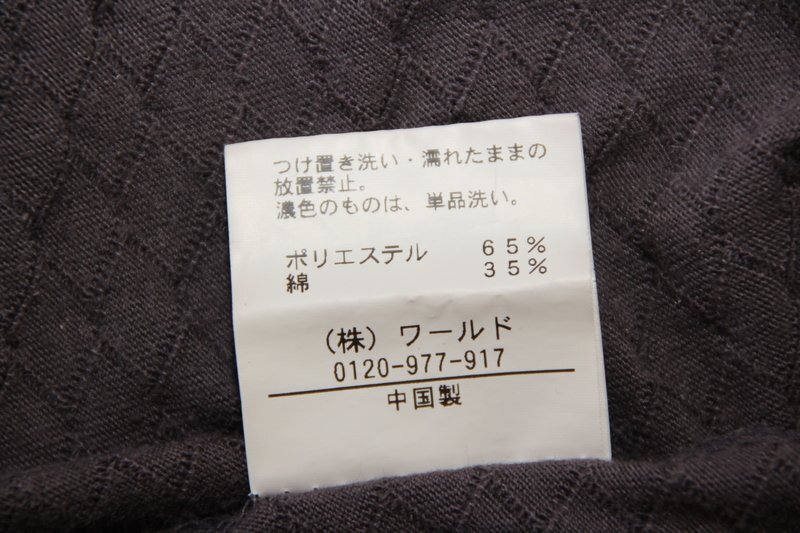 つけ置き洗い・濡れたままの
放置禁止。
濃色のものは、単品洗い。
ポリエステル 65%
綿 35%
(株)ワールド
0120-977-917
中国製